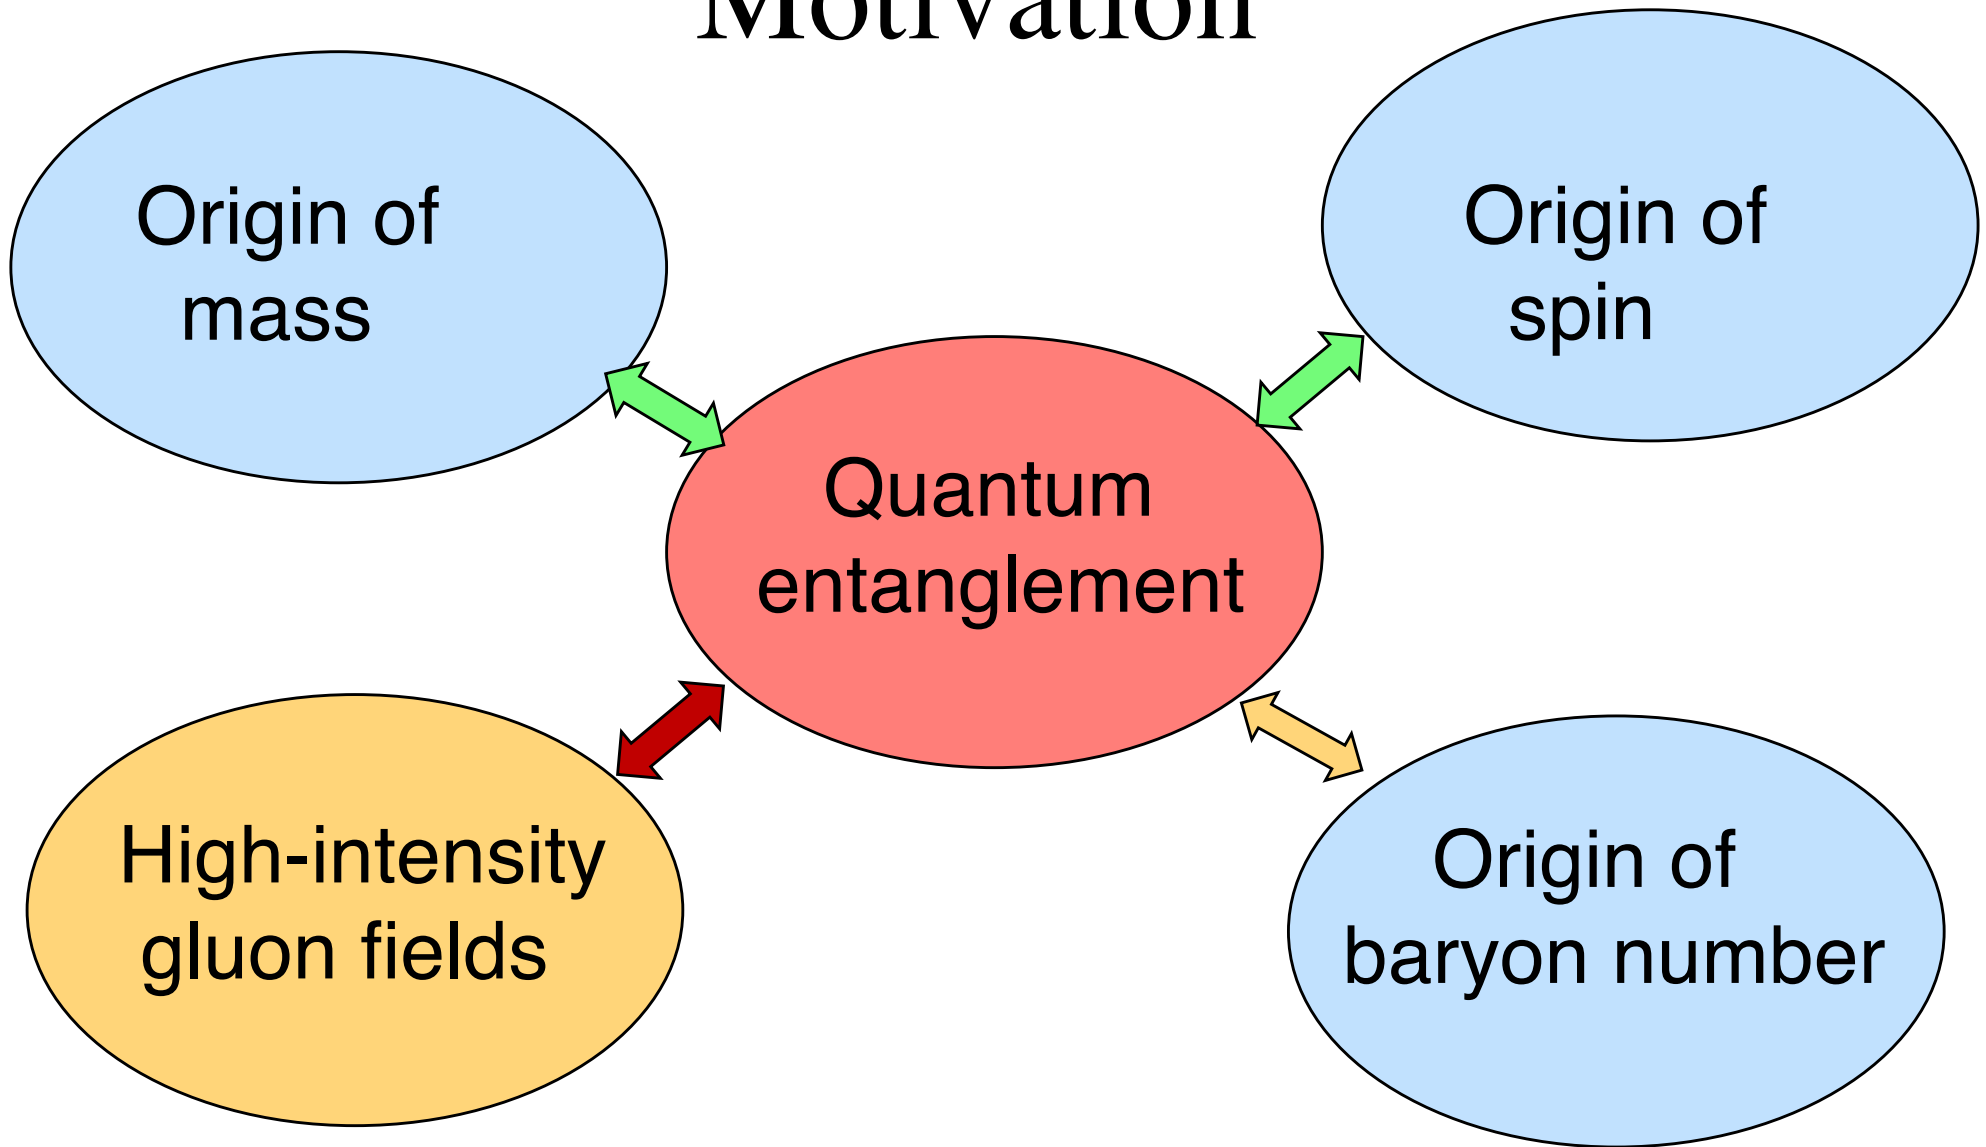 Motivation
Origin of
mass
Origin of
spin
Quantum
entanglement
High-intensity
gluon fields
Origin of
baryon number